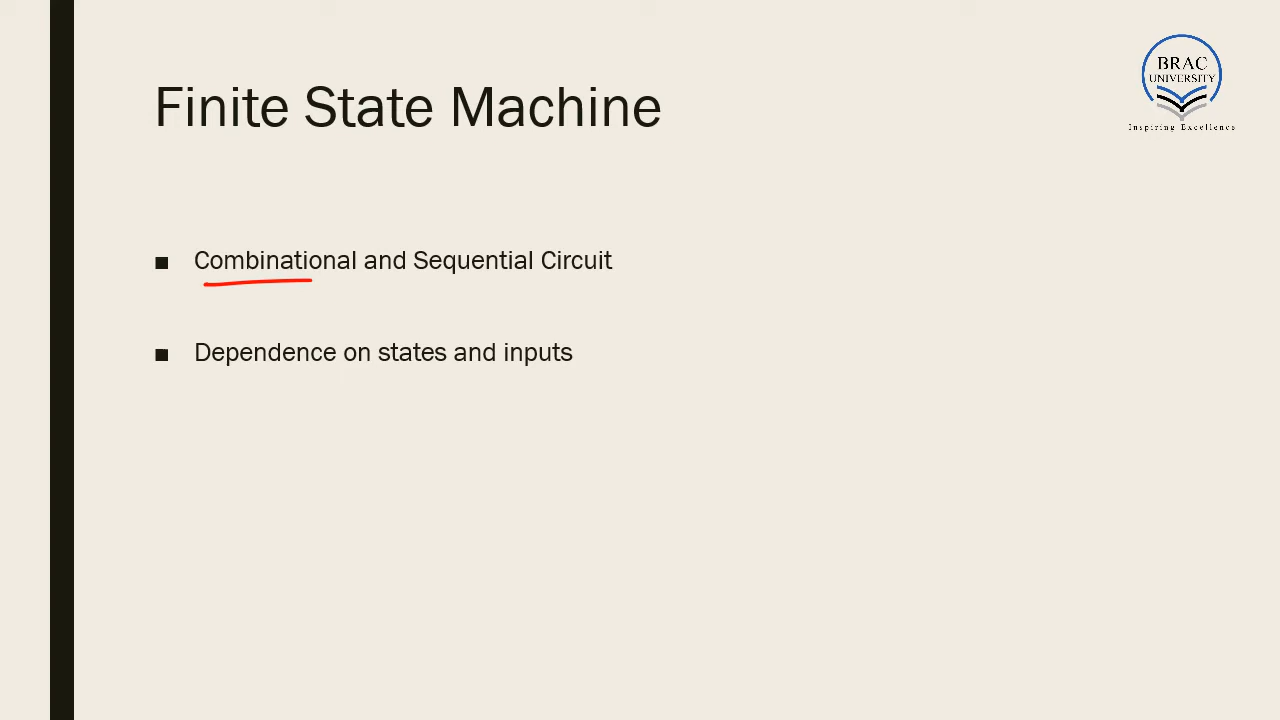 BRAC
UNIVERSITY
Inspiring Excellence
Finite State Machine
■ Combinational and Sequential Circuit
■ Dependence on states and inputs